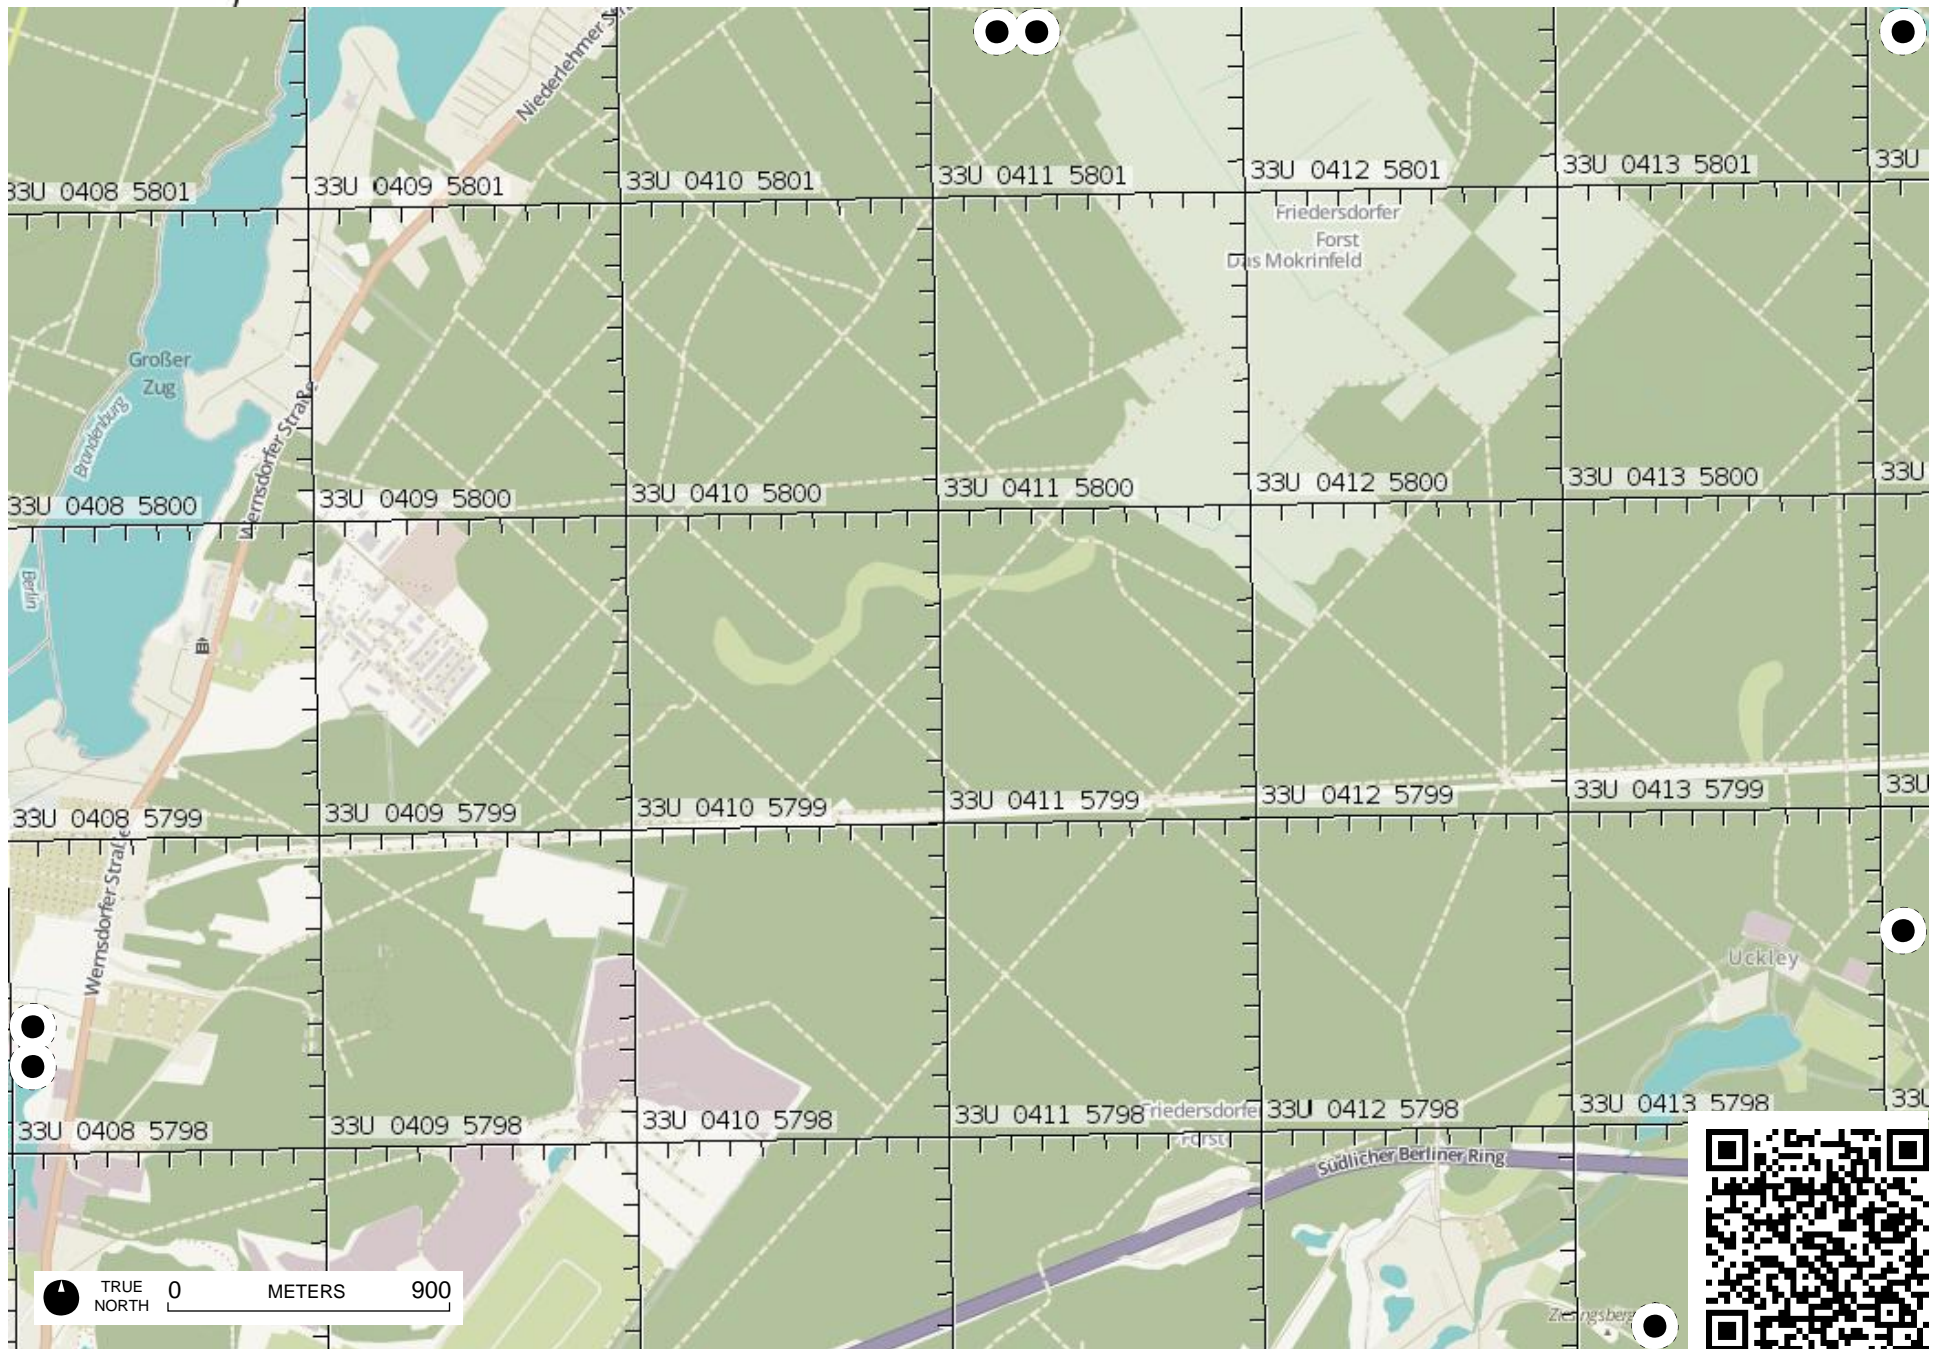 Niederlehmer
33U 0408 5801
33U 0409 5801
33U 0410 5801
33U 0411 5801
33U 0412 5801
33U 0413 5801
33U
Friedersdorfer
Forst
Das Mokrinfeld
Großer
Zug
Brandenburg
Wernsdorfer Straße
33U 0408 5800
33U 0409 5800
33U 0410 5800
33U 0411 5800
33U 0412 5800
33U 0413 5800
33U
Berlin
33U 0408 5799
33U 0409 5799
33U 0410 5799
33U 0411 5799
33U 0412 5799
33U 0413 5799
33U
Wernsdorfer Straße
Uckley
33U 0408 5798
33U 0409 5798
33U 0410 5798
33U 0411 5798
Friedersdorfer
Forst
33U 0412 5798
33U 0413 5798
33U
Südlicher Berliner Ring
Ziesingsberg
TRUE
NORTH
0 METERS 900